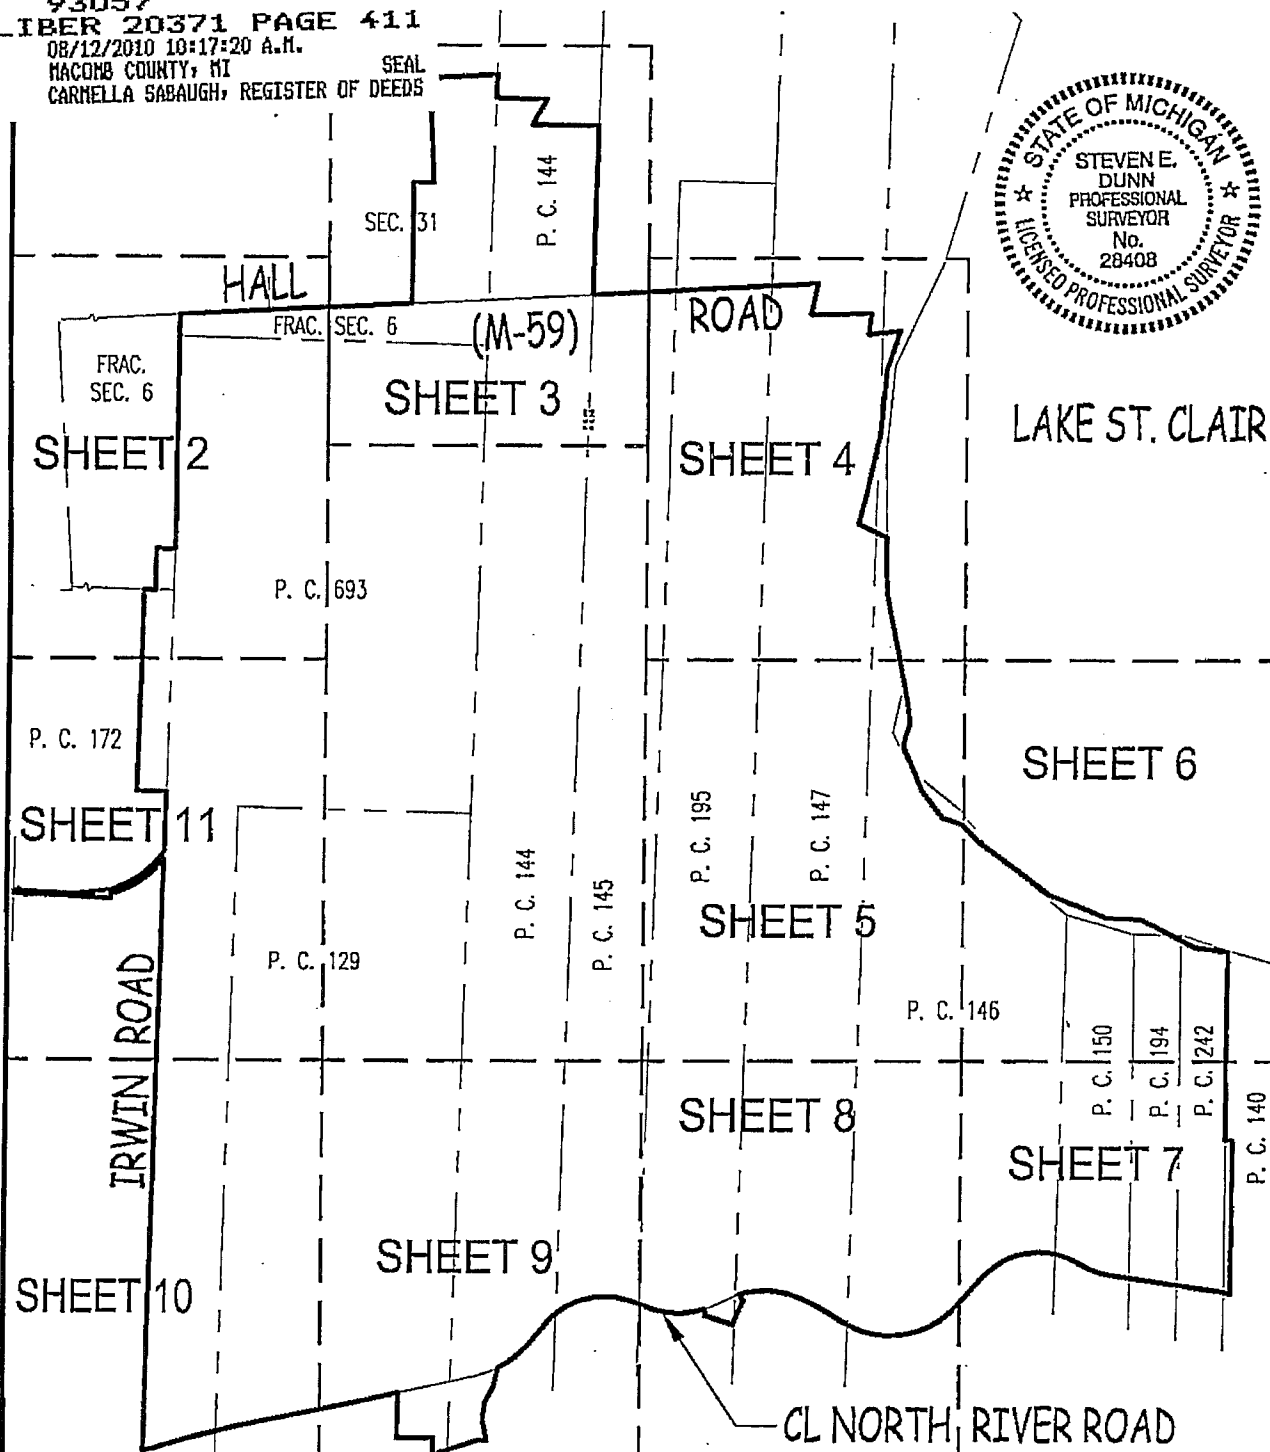 LIBER 20371 PAGE 411
08/12/2010 10:17:20 A.M.
MACOMB COUNTY, MI SEAL
CARMELLA SABAUGH, REGISTER OF DEEDS
STATE OF MICHIGAN
STEVEN E.
DUNN
PROFESSIONAL
SURVEYOR
No.
28408
LICENSED PROFESSIONAL SURVEYOR
P. C. 144
SEC. 31
HALL
ROAD
FRAC. SEC. 6
(M-59)
FRAC.
SEC. 6
SHEET 3
LAKE ST. CLAIR
SHEET 2
SHEET 4
P. C. 693
P. C. 172
SHEET 6
SHEET 11
P. C. 195
P. C. 147
P. C. 144
P. C. 145
SHEET 5
P. C. 129
IRWIN ROAD
P. C. 146
P. C. 150
P. C. 194
P. C. 242
P. C. 140
SHEET 8
SHEET 7
SHEET 9
SHEET 10
CL NORTH RIVER ROAD